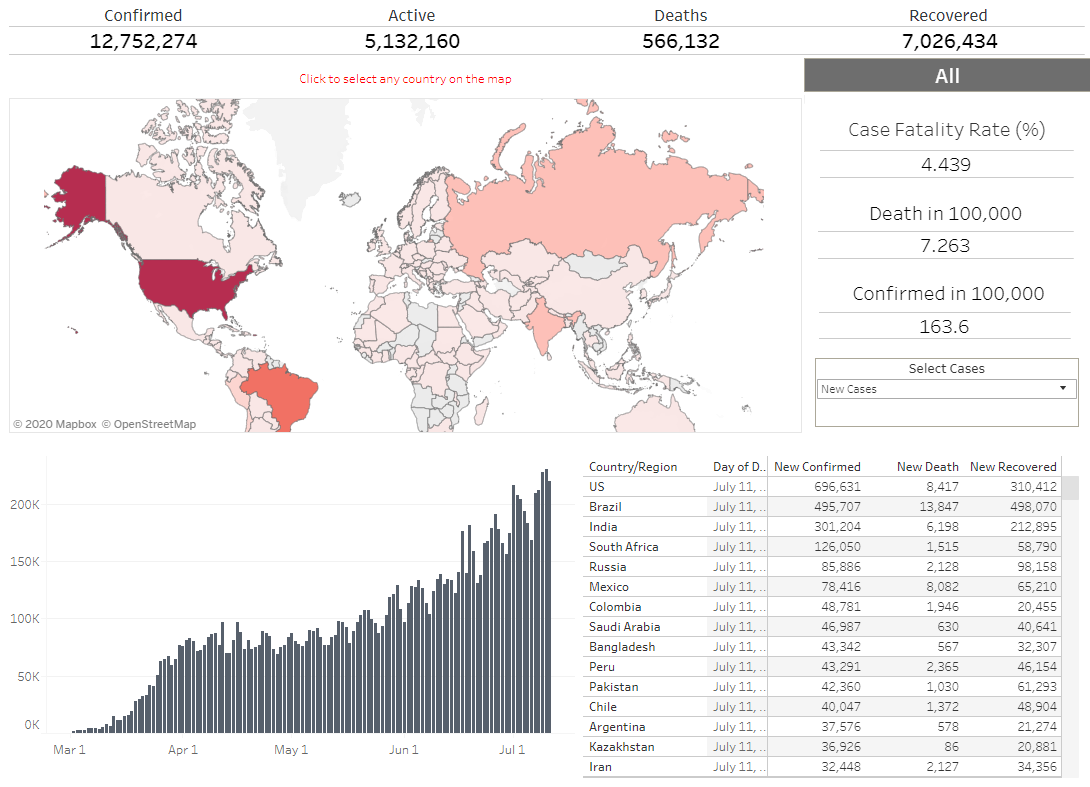 Confirmed Active Deaths Recovered
12,752,274 5,132,160 566,132 7,026,434
Click to select any country on the map
All
Case Fatality Rate (%)
4.439
Death in 100,000
7.263
Confirmed in 100,000
163.6
Select Cases
New Cases
© 2020 Mapbox © OpenStreetMap
200K
150K
100K
50K
0K
Mar 1 Apr 1 May 1 Jun 1 Jul 1
Country/Region Day of D.. New Confirmed New Death New Recovered
US July 11, .. 696,631 8,417 310,412
Brazil July 11, .. 495,707 13,847 498,070
India July 11, .. 301,204 6,198 212,895
South Africa July 11, .. 126,050 1,515 58,790
Russia July 11, .. 85,886 2,128 98,158
Mexico July 11, .. 78,416 8,082 65,210
Colombia July 11, .. 48,781 1,946 20,455
Saudi Arabia July 11, .. 46,987 630 40,641
Bangladesh July 11, .. 43,342 567 32,307
Peru July 11, .. 43,291 2,365 46,154
Pakistan July 11, .. 42,360 1,030 61,293
Chile July 11, .. 40,047 1,372 48,904
Argentina July 11, .. 37,576 578 21,274
Kazakhstan July 11, .. 36,926 86 20,881
Iran July 11, .. 32,448 2,127 34,356